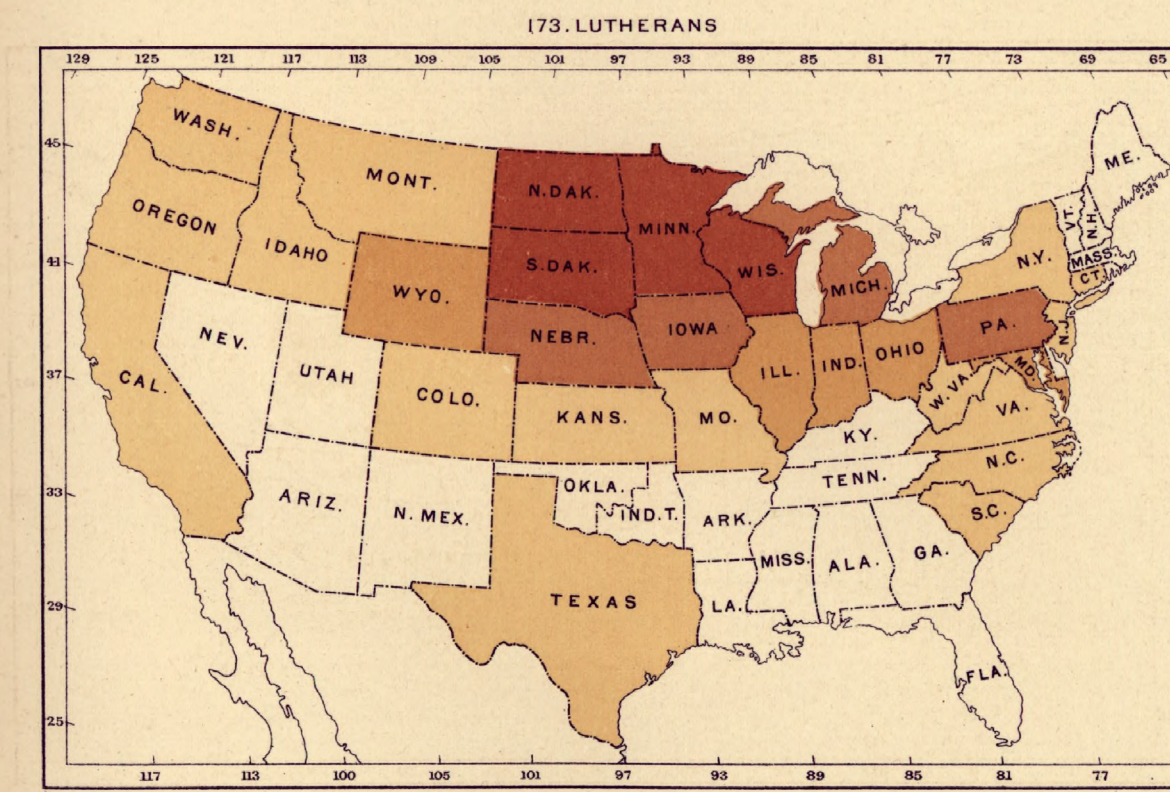 173. LUTHERANS
129 125 121 117 113 109 105 101 97 93 89 85 81 77 73 69 65
45
41
37
33
29
25
WASH.
OREGON
IDAHO
MONT.
WYO.
N.DAK.
S.DAK.
MINN.
WIS.
MICH.
NEBR.
IOWA
ILL.
IND.
OHIO
PA.
N.Y.
VT.
N.H.
ME.
MASS.
CT.
N.J.
MD.
W.VA.
VA.
CAL.
NEV.
UTAH
COLO.
KANS.
MO.
KY.
N.C.
TENN.
S.C.
ARIZ.
N. MEX.
OKLA.
IND.T.
ARK.
MISS.
ALA.
GA.
TEXAS
LA.
FLA.
117 113 100 105 101 97 93 89 85 81 77